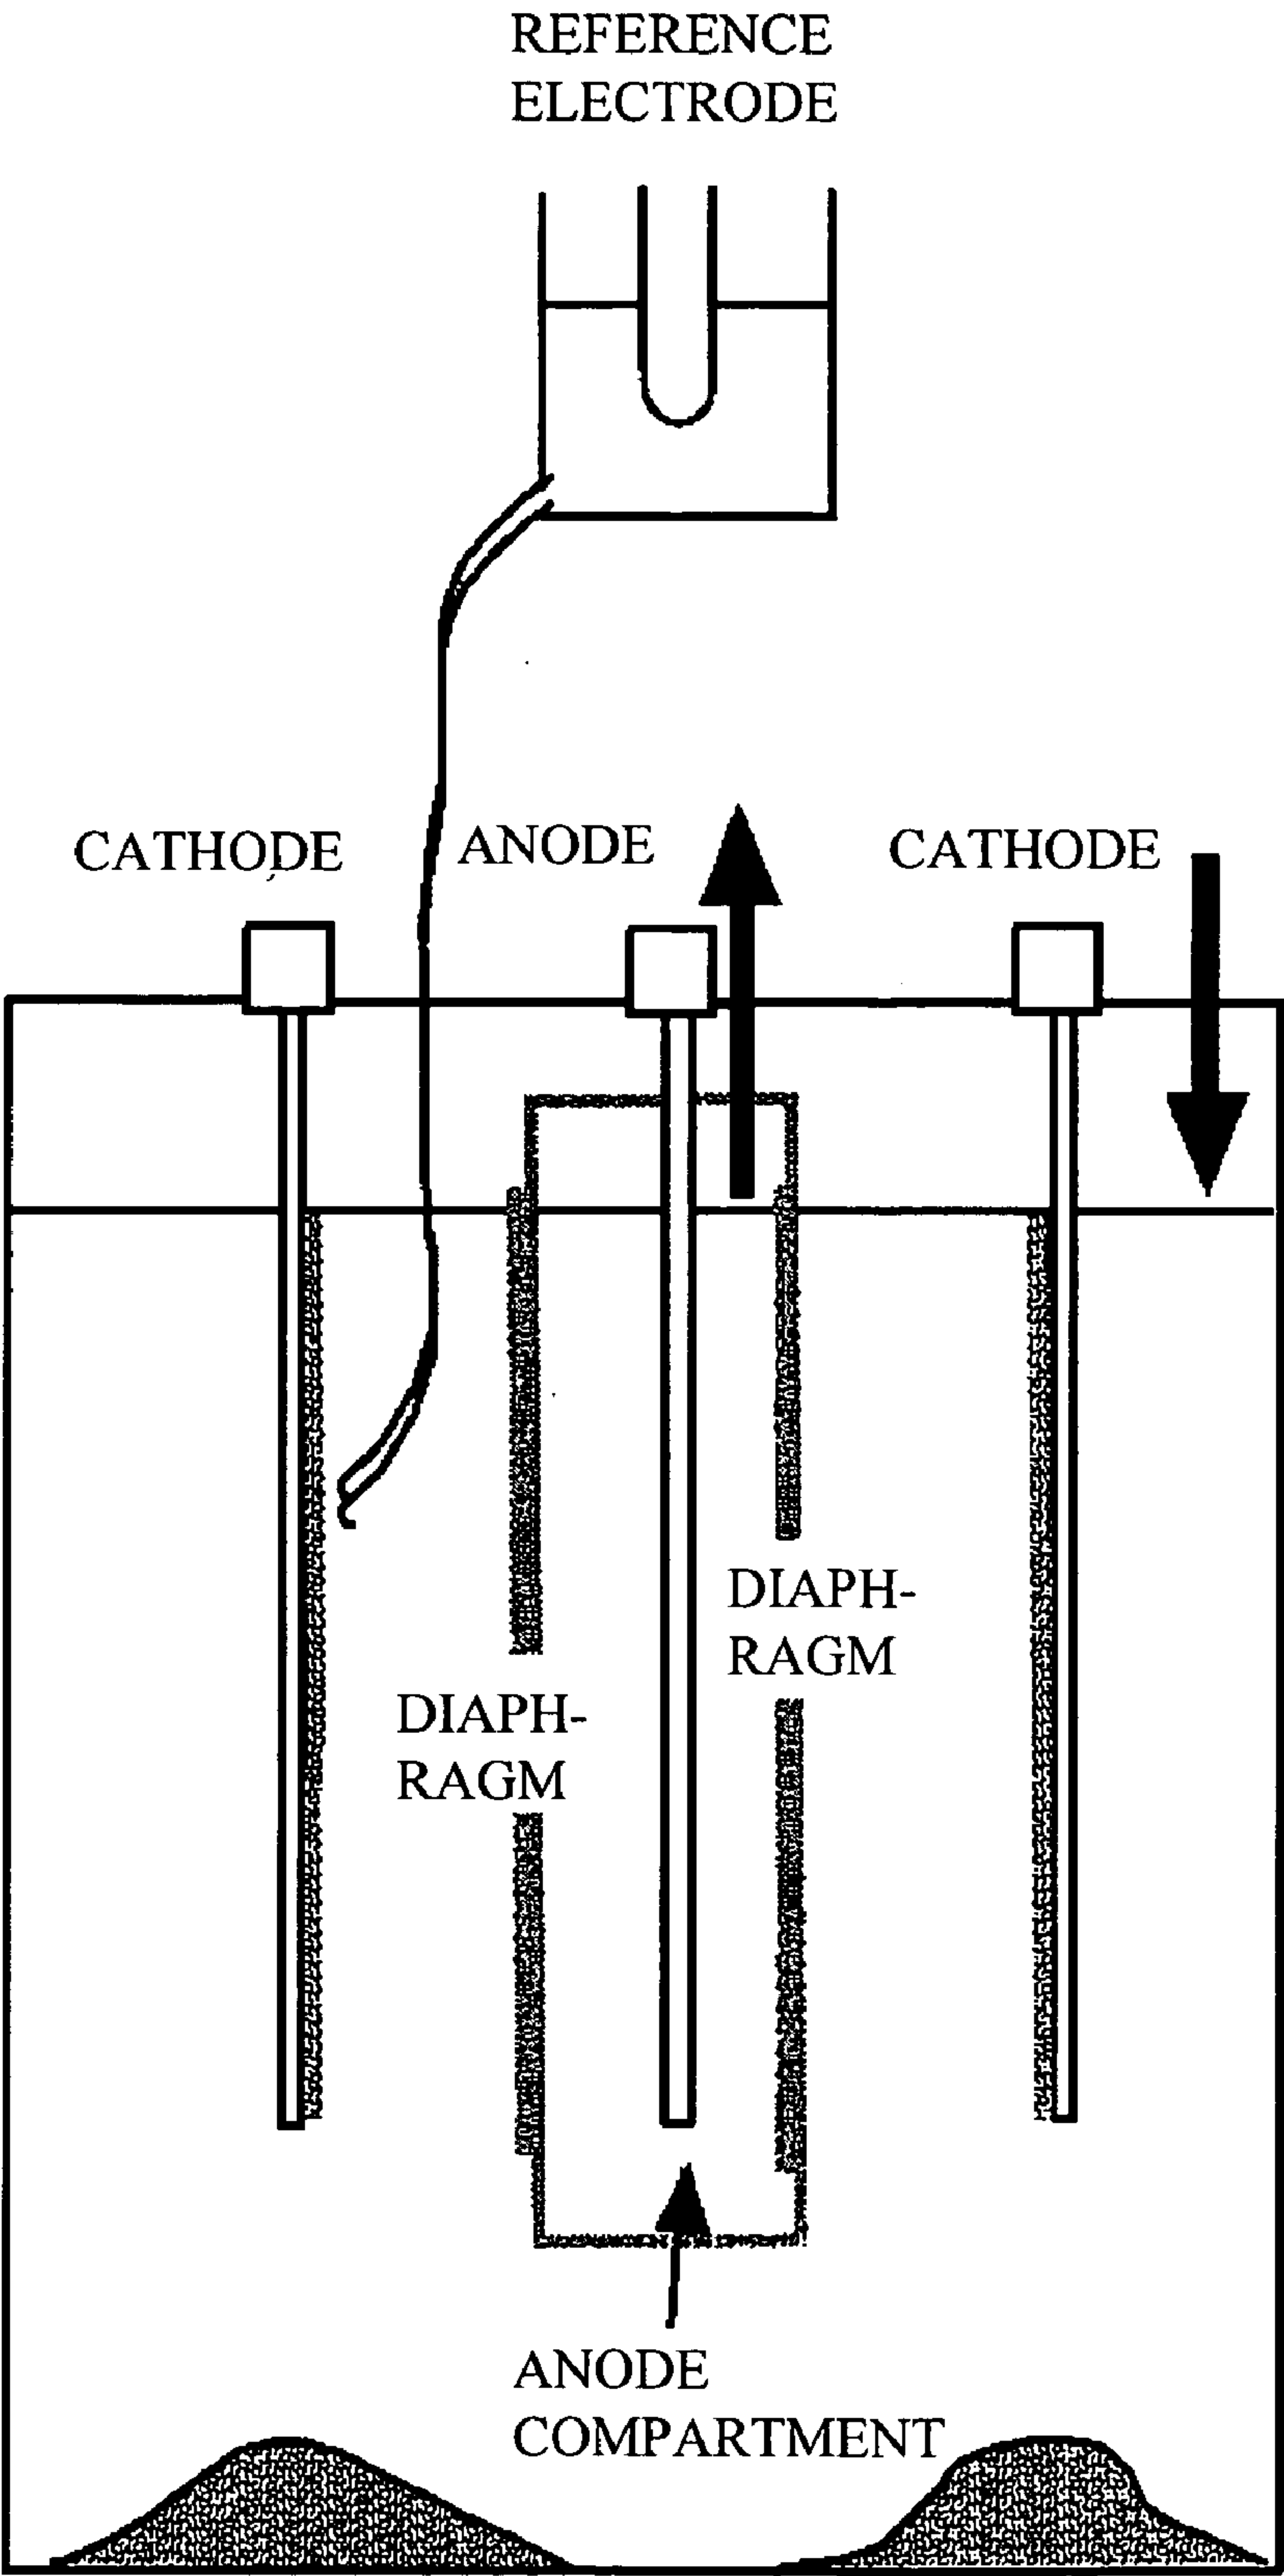 REFERENCE
ELECTRODE
CATHODE
ANODE
CATHODE
DIAPH-
RAGM
DIAPH-
RAGM
ANODE
COMPARTMENT